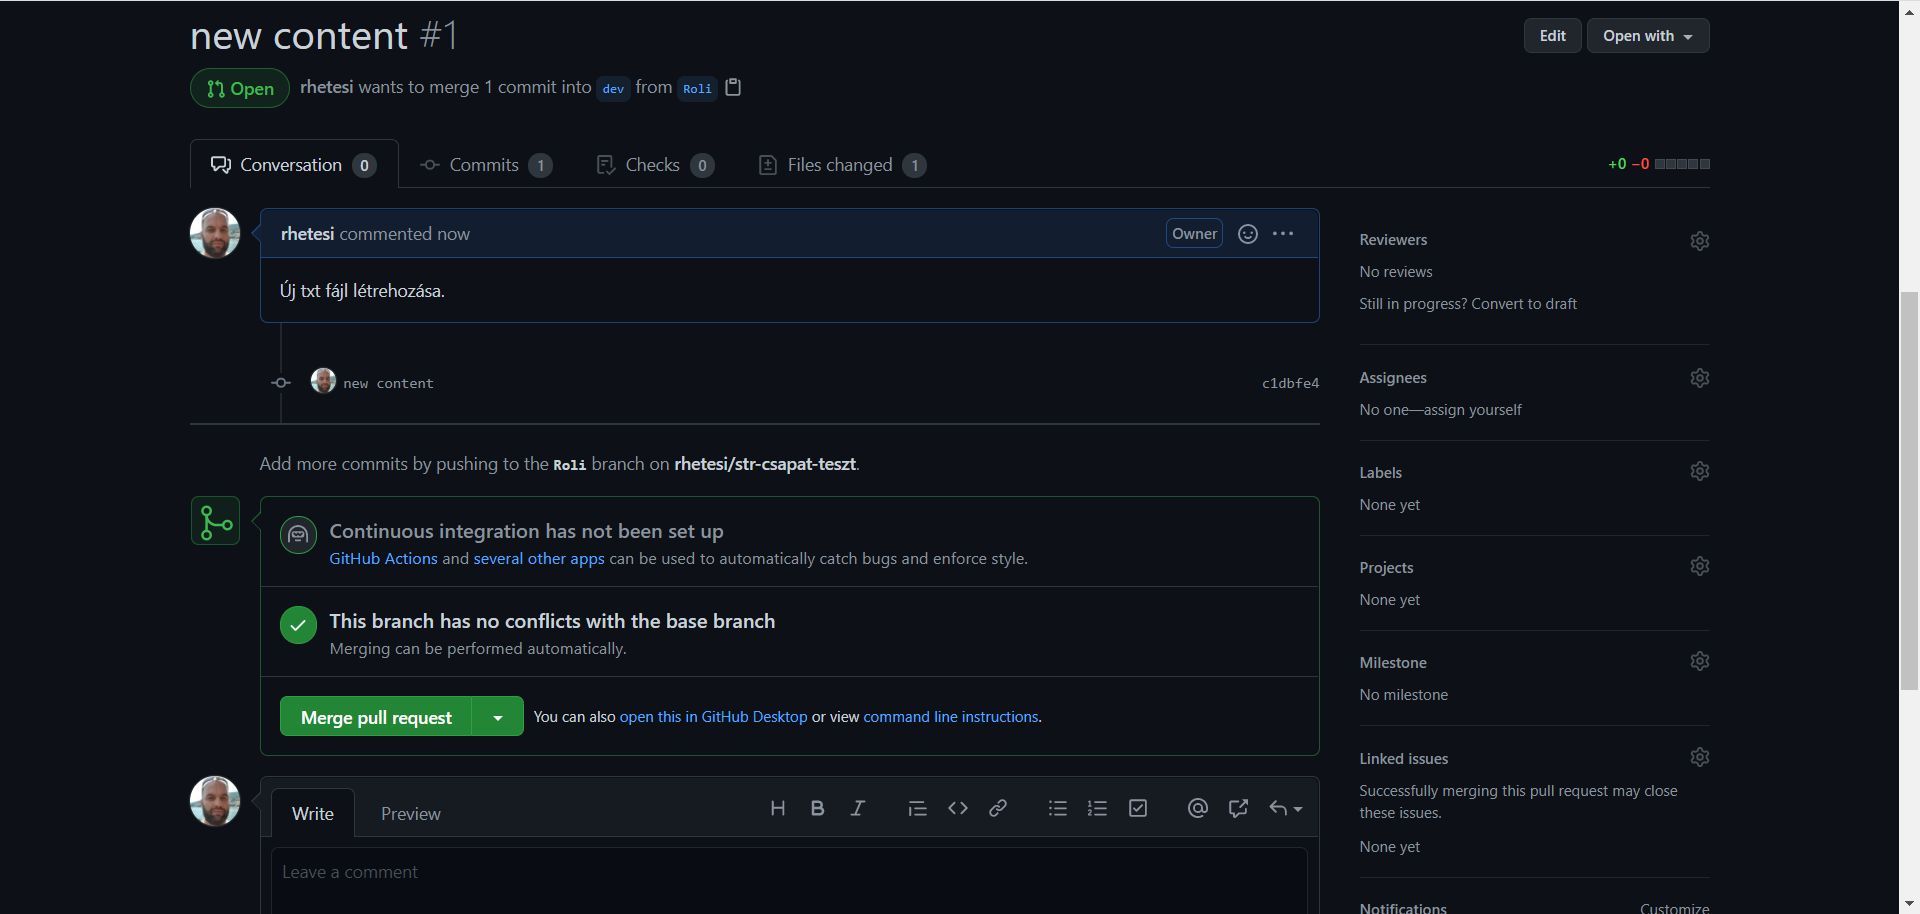 new content #1
Edit
Open with
Open
rhetesi wants to merge 1 commit into dev from Roli
Conversation 0
Commits 1
Checks 0
Files changed 1
+0 −0
rhetesi commented now
Owner
Új txt fájl létrehozása.
new content
c1dbfe4
Add more commits by pushing to the Roli branch on rhetesi/str-csapat-teszt.
Continuous integration has not been set up
GitHub Actions and several other apps can be used to automatically catch bugs and enforce style.
This branch has no conflicts with the base branch
Merging can be performed automatically.
Merge pull request
You can also open this in GitHub Desktop or view command line instructions.
Write
Preview
Leave a comment
Reviewers
No reviews
Still in progress? Convert to draft
Assignees
No one—assign yourself
Labels
None yet
Projects
None yet
Milestone
No milestone
Linked issues
Successfully merging this pull request may close
these issues.
None yet
Notifications
Customize